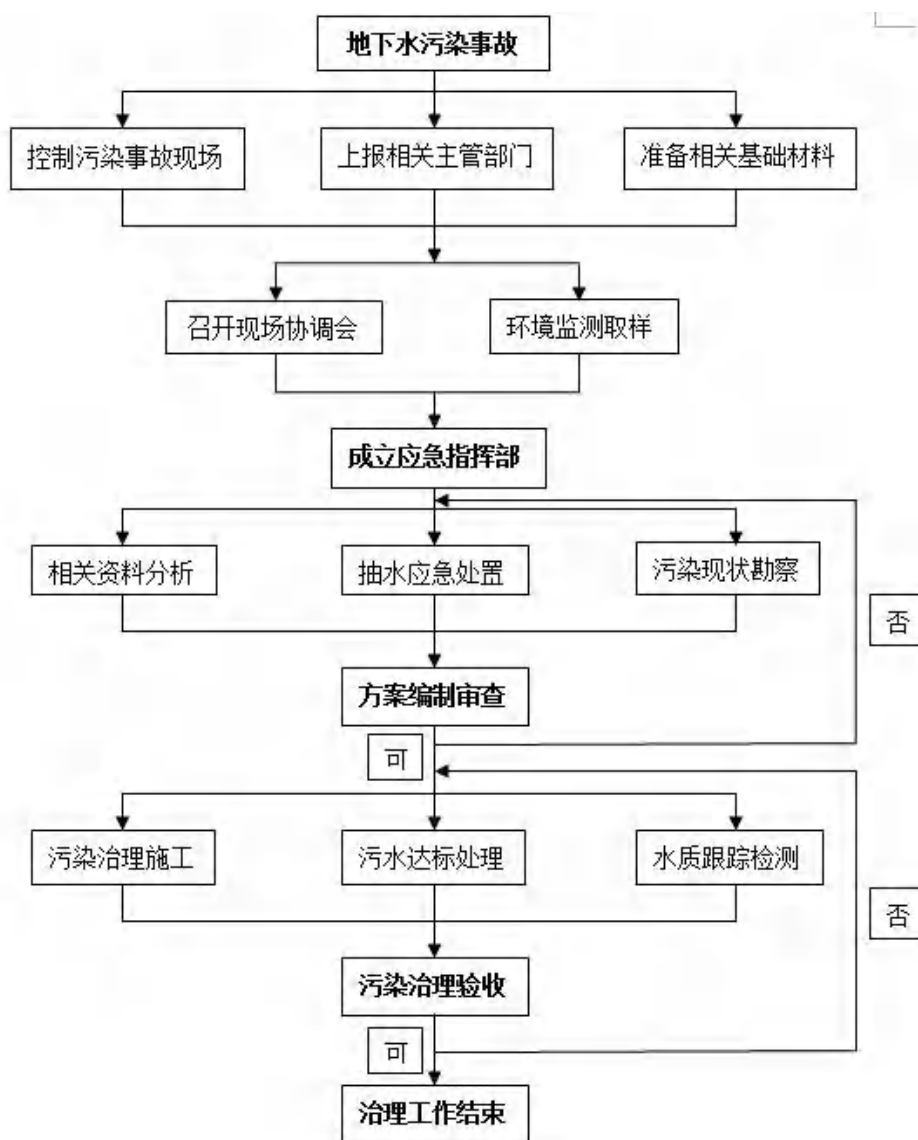 地下水污染事故
控制污染事故现场
上报相关主管部门
准备相关基础材料
召开现场协调会
环境监测取样
成立应急指挥部
相关资料分析
抽水应急处置
污染现状勘察
否
方案编制审查
可
污染治理施工
污水达标处理
水质跟踪检测
否
污染治理验收
可
治理工作结束